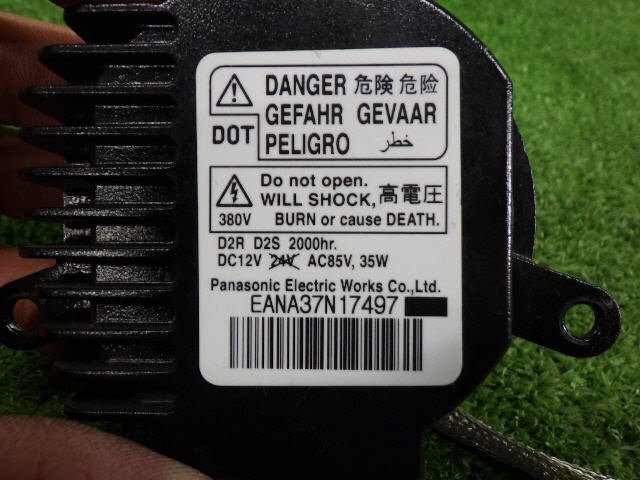 DANGER 危険 危险
GEFAHR GEVAAR
DOT PELIGRO خطر
Do not open.
WILL SHOCK, 高電圧
380V BURN or cause DEATH.
D2R D2S 2000hr.
DC12V 24V AC85V, 35W
Panasonic Electric Works Co.,Ltd.
EANA37N17497